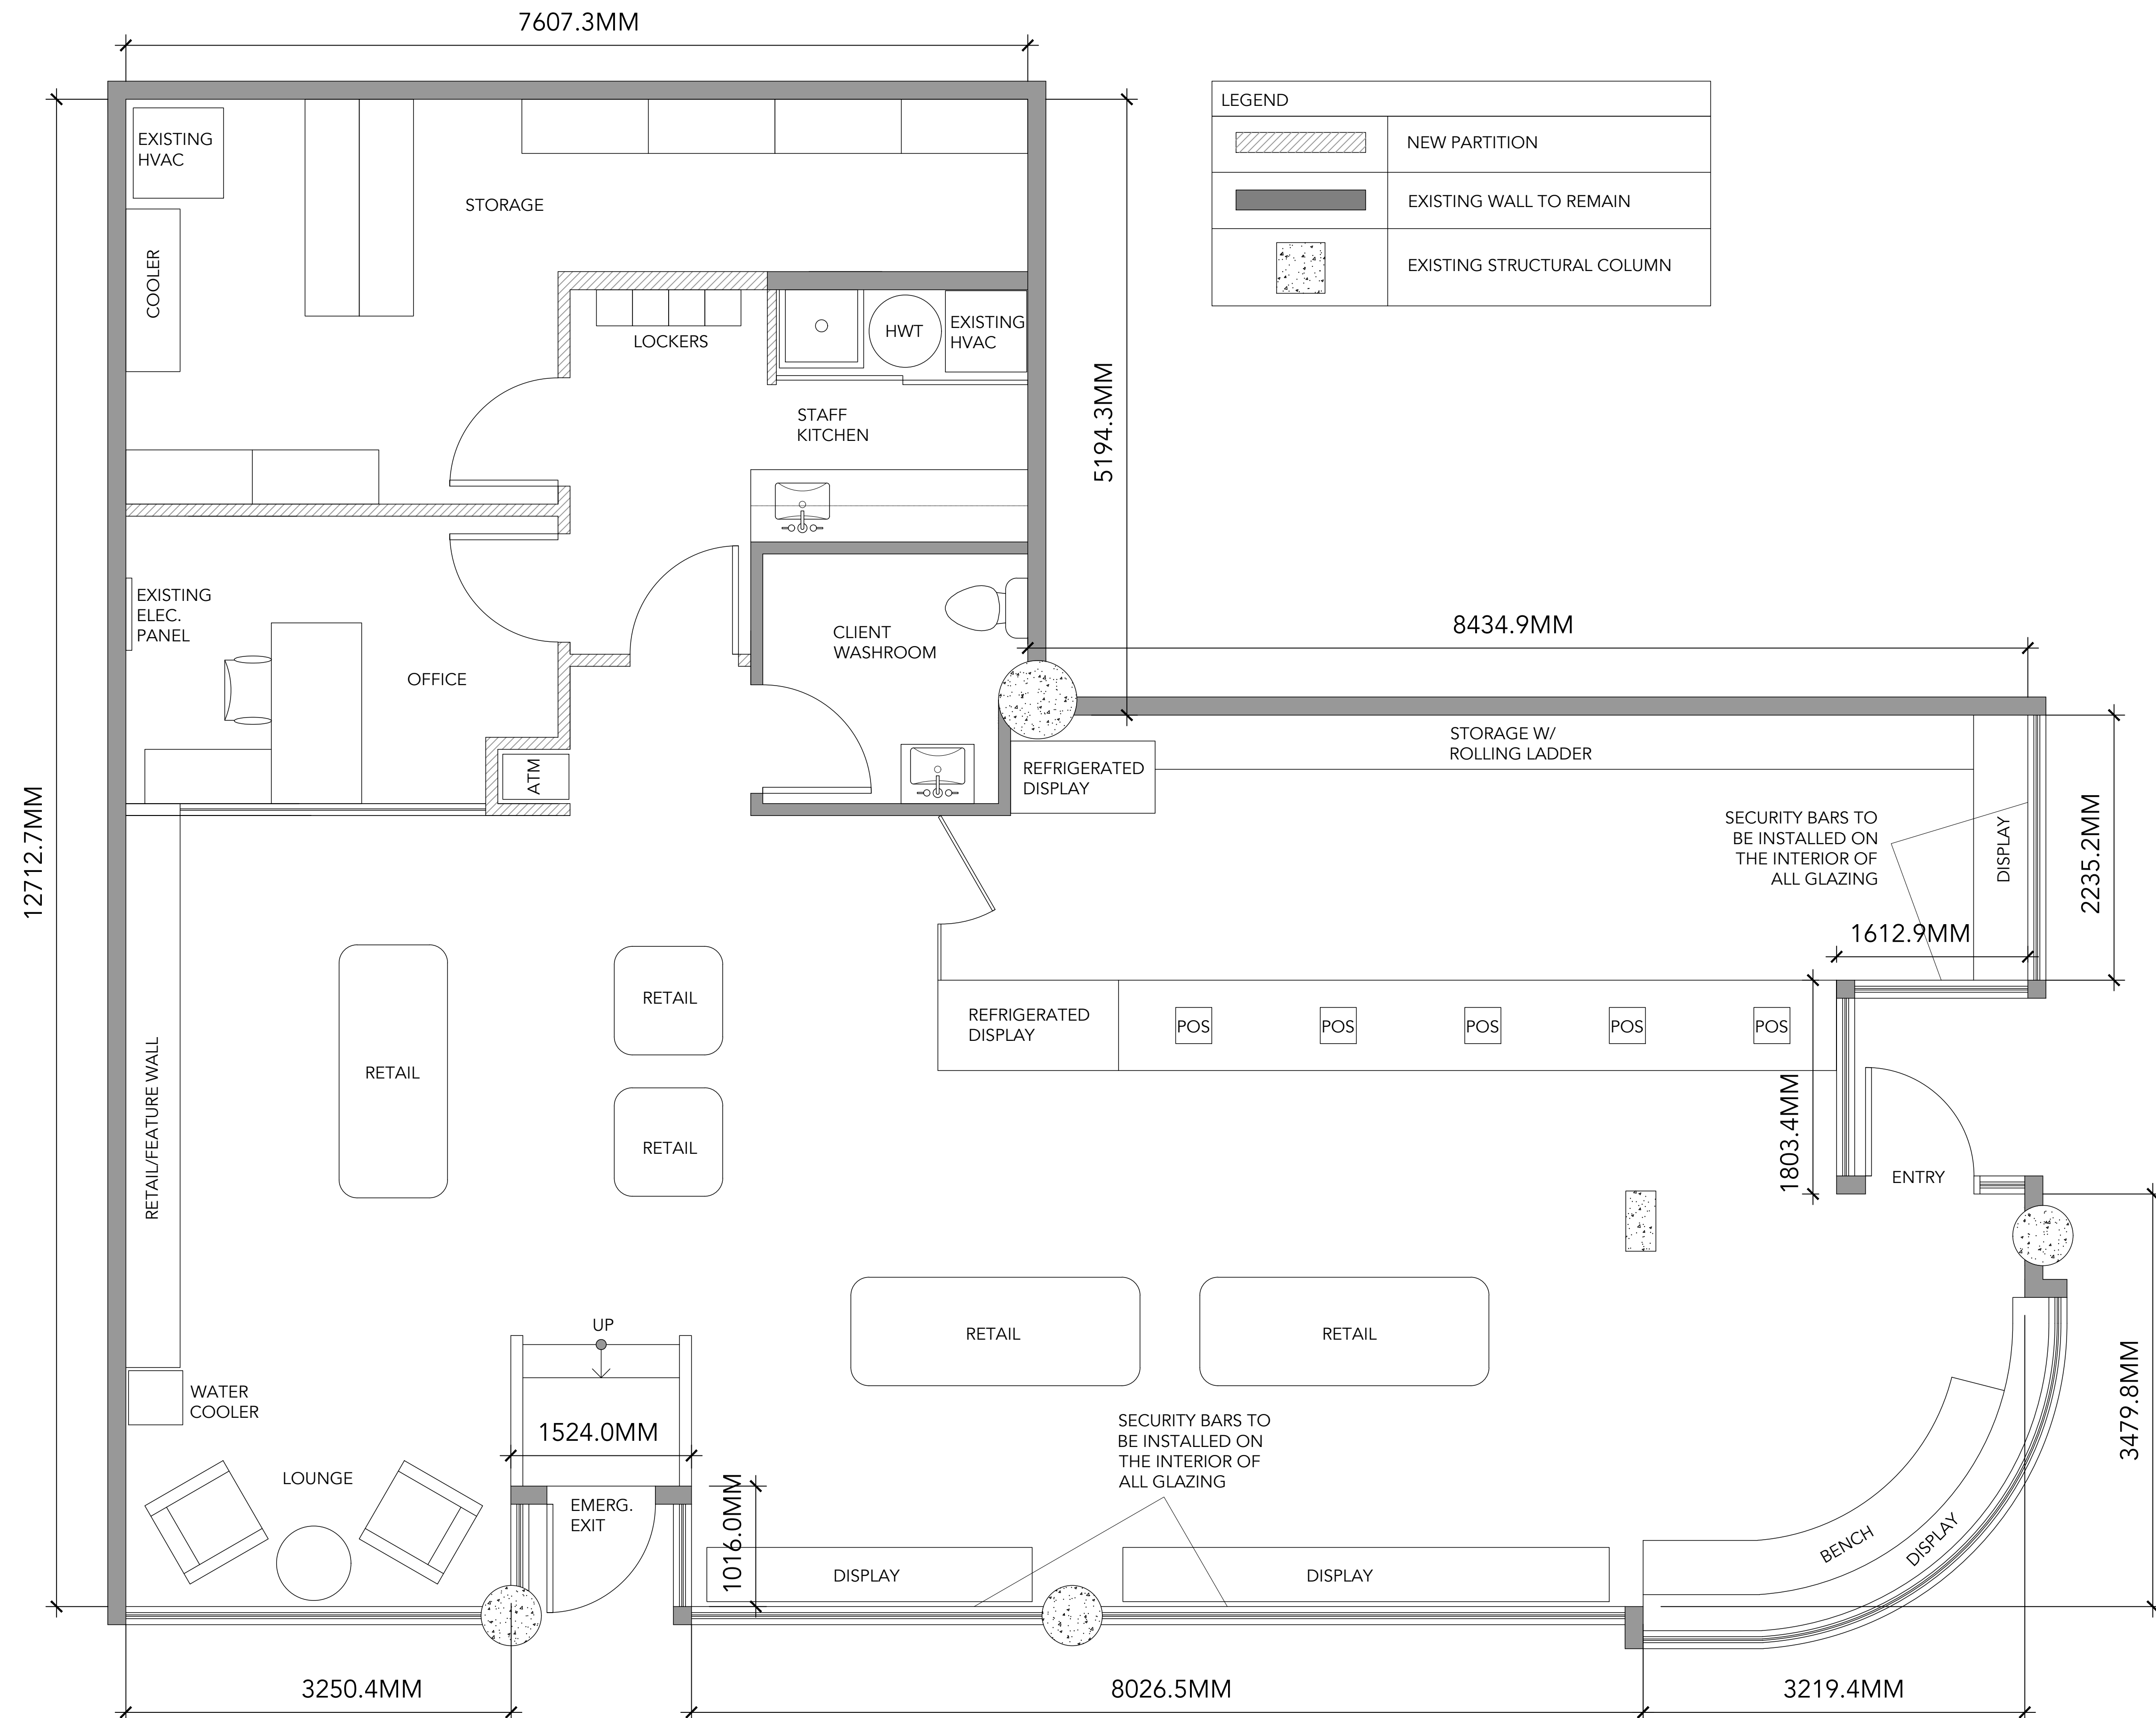 7607.3MM
LEGEND
NEW PARTITION
EXISTING WALL TO REMAIN
EXISTING STRUCTURAL COLUMN
EXISTING
HVAC
STORAGE
COOLER
LOCKERS
HWT
EXISTING
HVAC
STAFF
KITCHEN
5194.3MM
EXISTING
ELEC.
PANEL
OFFICE
CLIENT
WASHROOM
ATM
8434.9MM
12712.7MM
REFRIGERATED
DISPLAY
STORAGE W/
ROLLING LADDER
SECURITY BARS TO
BE INSTALLED ON
THE INTERIOR OF
ALL GLAZING
DISPLAY
2235.2MM
1612.9MM
RETAIL/FEATURE WALL
RETAIL
RETAIL
RETAIL
REFRIGERATED
DISPLAY
POS
POS
POS
POS
POS
1803.4MM
ENTRY
UP
RETAIL
RETAIL
WATER
COOLER
1524.0MM
LOUNGE
EMERG.
EXIT
1016.0MM
SECURITY BARS TO
BE INSTALLED ON
THE INTERIOR OF
ALL GLAZING
3479.8MM
DISPLAY
DISPLAY
BENCH
DISPLAY
3250.4MM
8026.5MM
3219.4MM